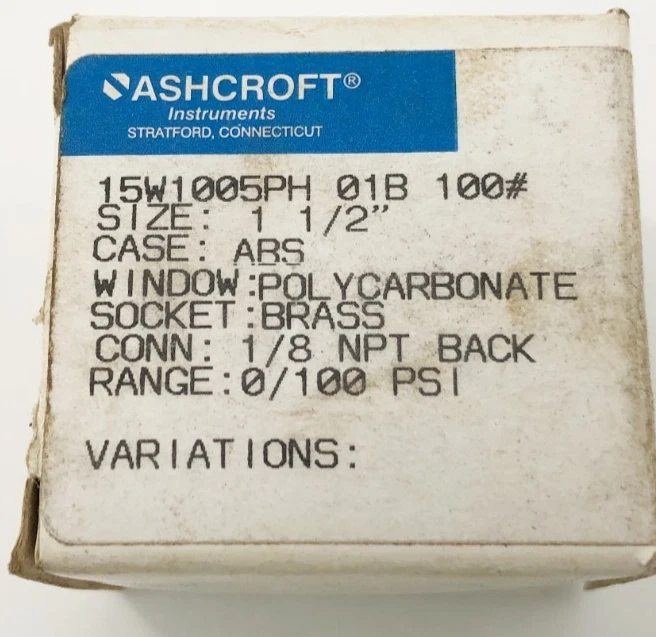 ASHCROFT®
Instruments
STRATFORD, CONNECTICUT
15W1005PH 01B 100#
SIZE: 1 1/2"
CASE: ABS
WINDOW:POLYCARBONATE
SOCKET:BRASS
CONN: 1/8 NPT BACK
RANGE:0/100 PSI
VARIATIONS: